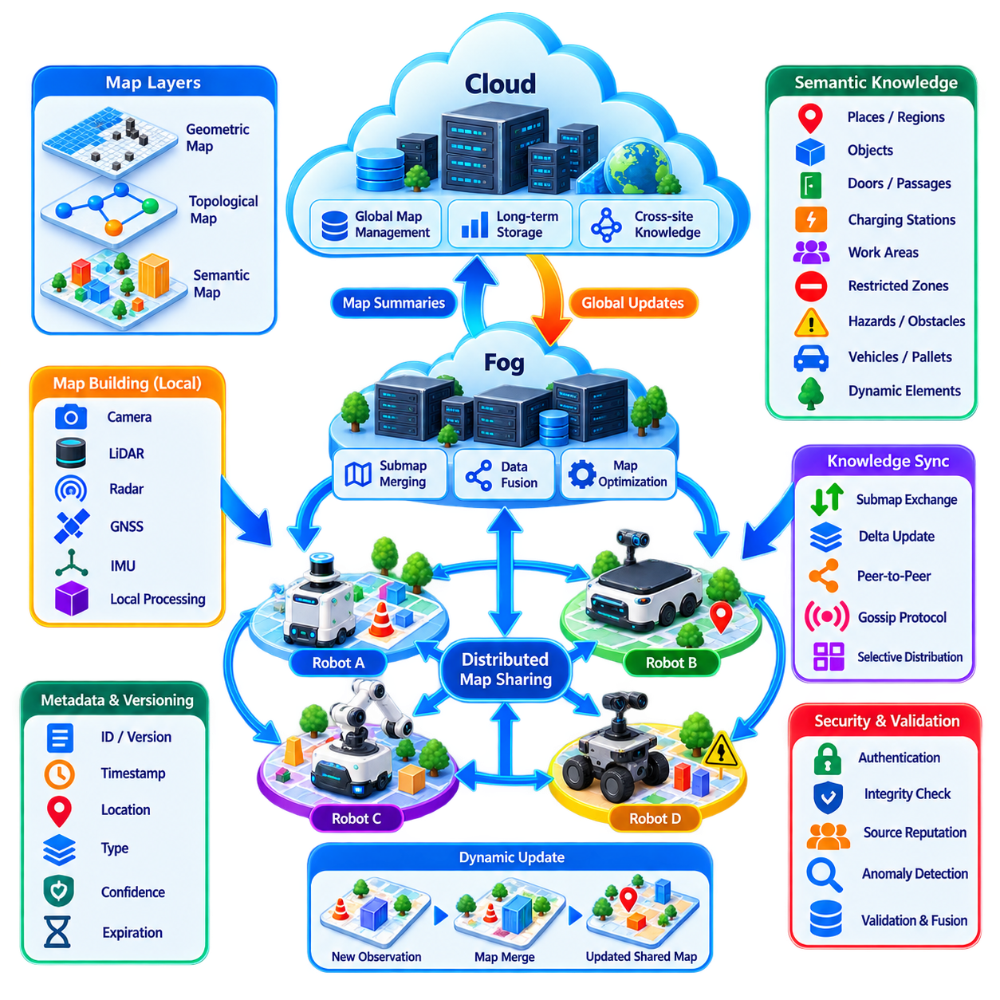 Cloud
Global Map
Management
Long-term
Storage
Cross-site
Knowledge
Map Layers
Geometric
Map
Topological
Map
Semantic
Map
Semantic Knowledge
Places / Regions
Objects
Doors / Passages
Charging Stations
Work Areas
Restricted Zones
Hazards / Obstacles
Vehicles / Pallets
Dynamic Elements
Map Summaries
Global Updates
Fog
Submap
Merging
Data
Fusion
Map
Optimization
Map Building (Local)
Camera
LiDAR
Radar
GNSS
IMU
Local Processing
Knowledge Sync
Submap Exchange
Delta Update
Peer-to-Peer
Gossip Protocol
Selective Distribution
Robot A
Robot B
Distributed
Map Sharing
Robot C
Robot D
Metadata & Versioning
ID / Version
Timestamp
Location
Type
Confidence
Expiration
Security & Validation
Authentication
Integrity Check
Source Reputation
Anomaly Detection
Validation & Fusion
Dynamic Update
New Observation
Map Merge
Updated Shared Map